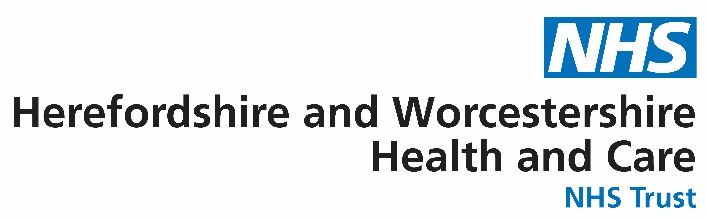 NHS
Herefordshire and Worcestershire
Health and Care
NHS Trust